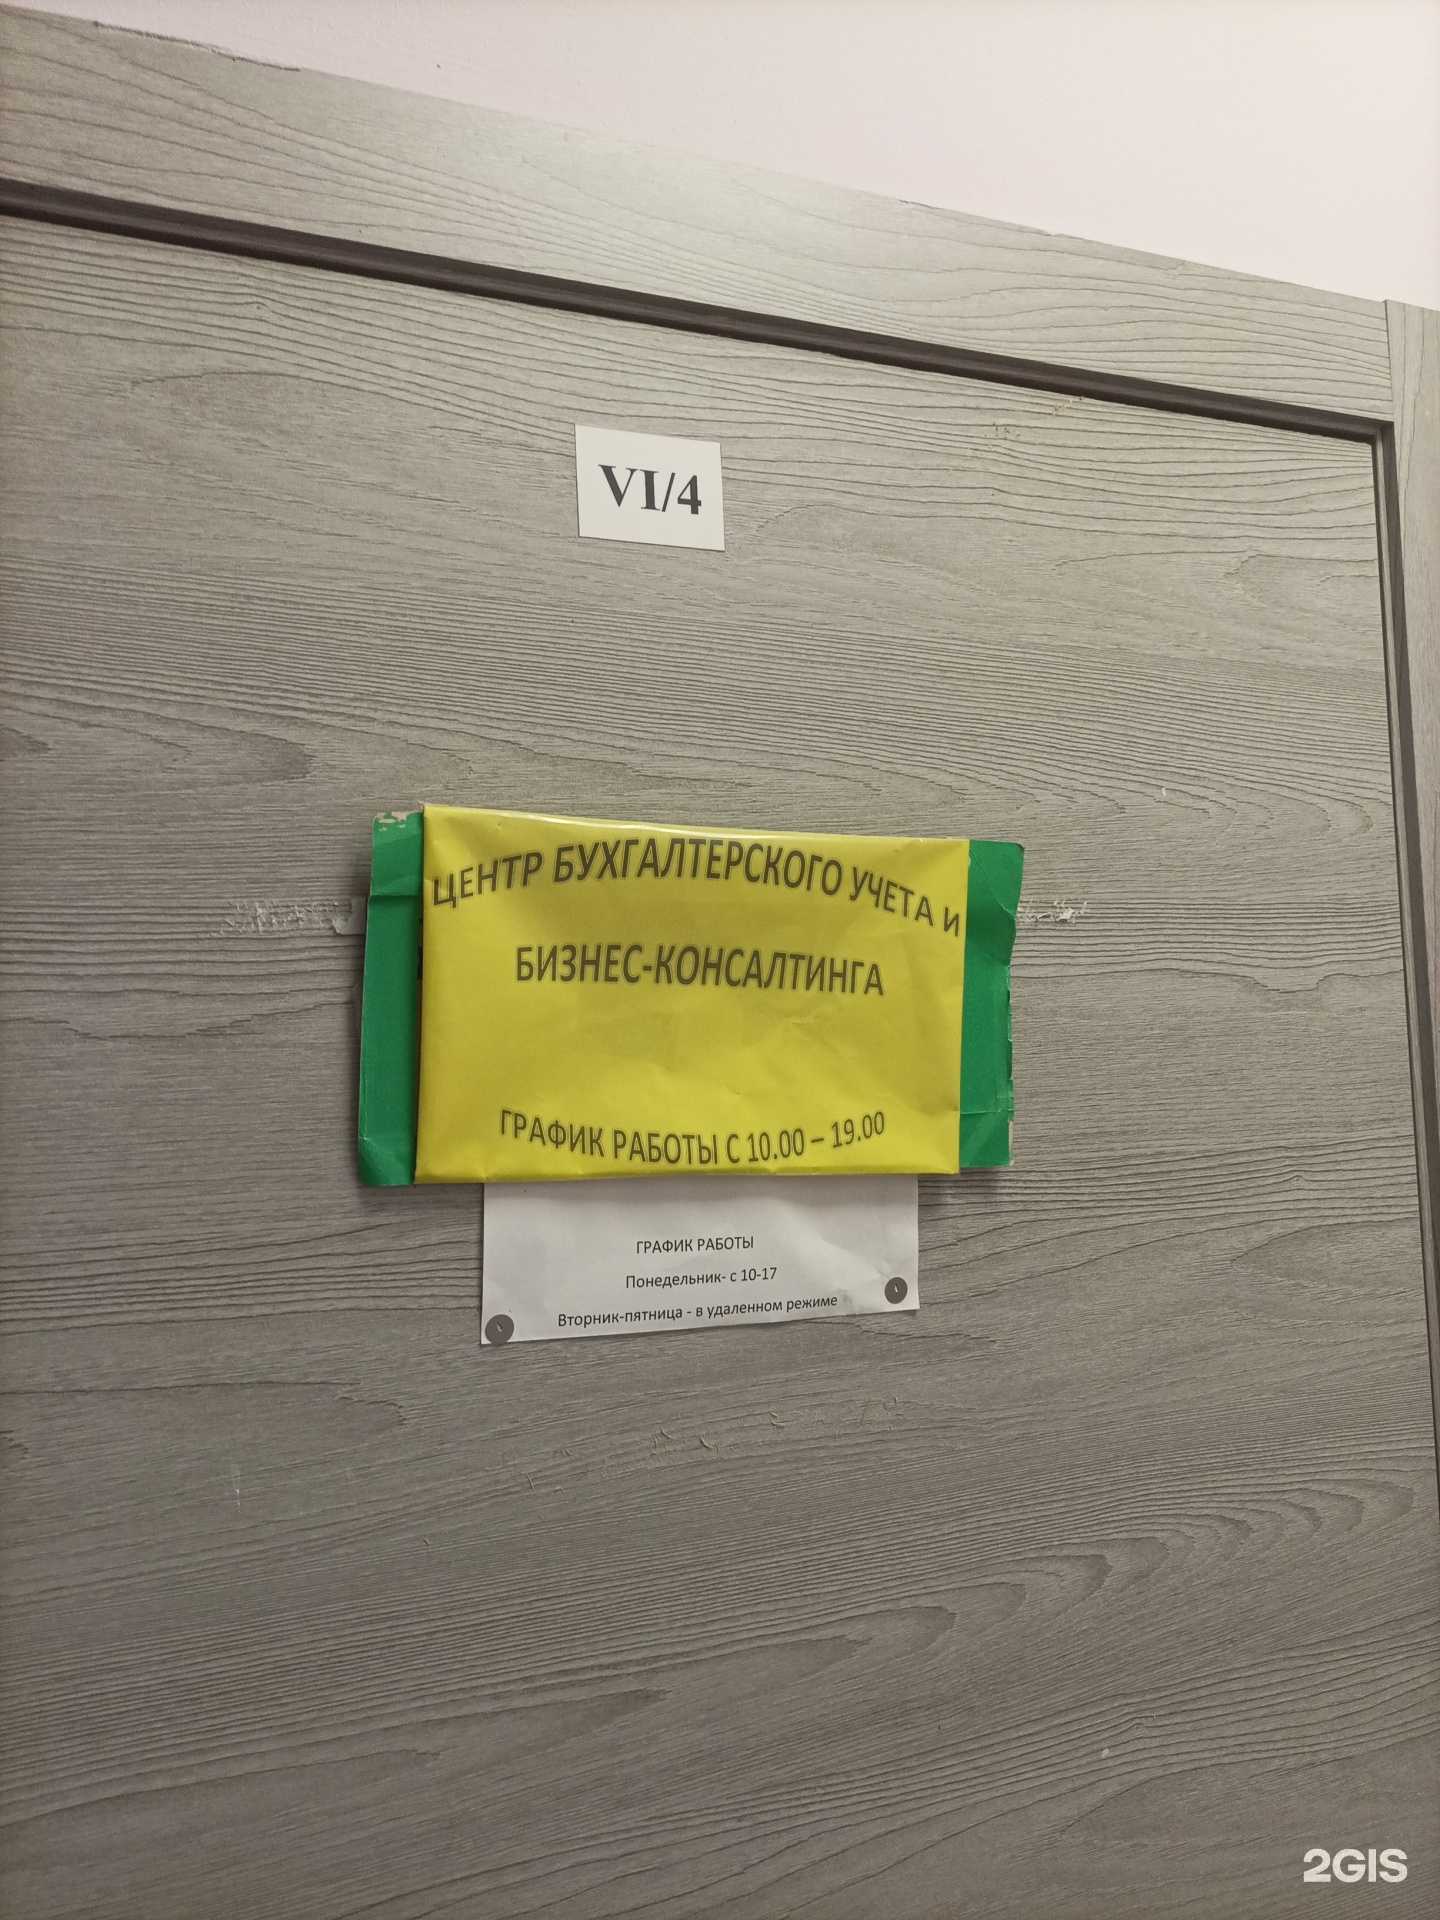 VI/4
ЦЕНТР БУХГАЛТЕРСКОГО УЧЕТА И
БИЗНЕС-КОНСАЛТИНГА
ГРАФИК РАБОТЫ С 10.00 – 19.00
ГРАФИК РАБОТЫ
Понедельник- с 10-17
Вторник-пятница - в удаленном режиме
2GIS